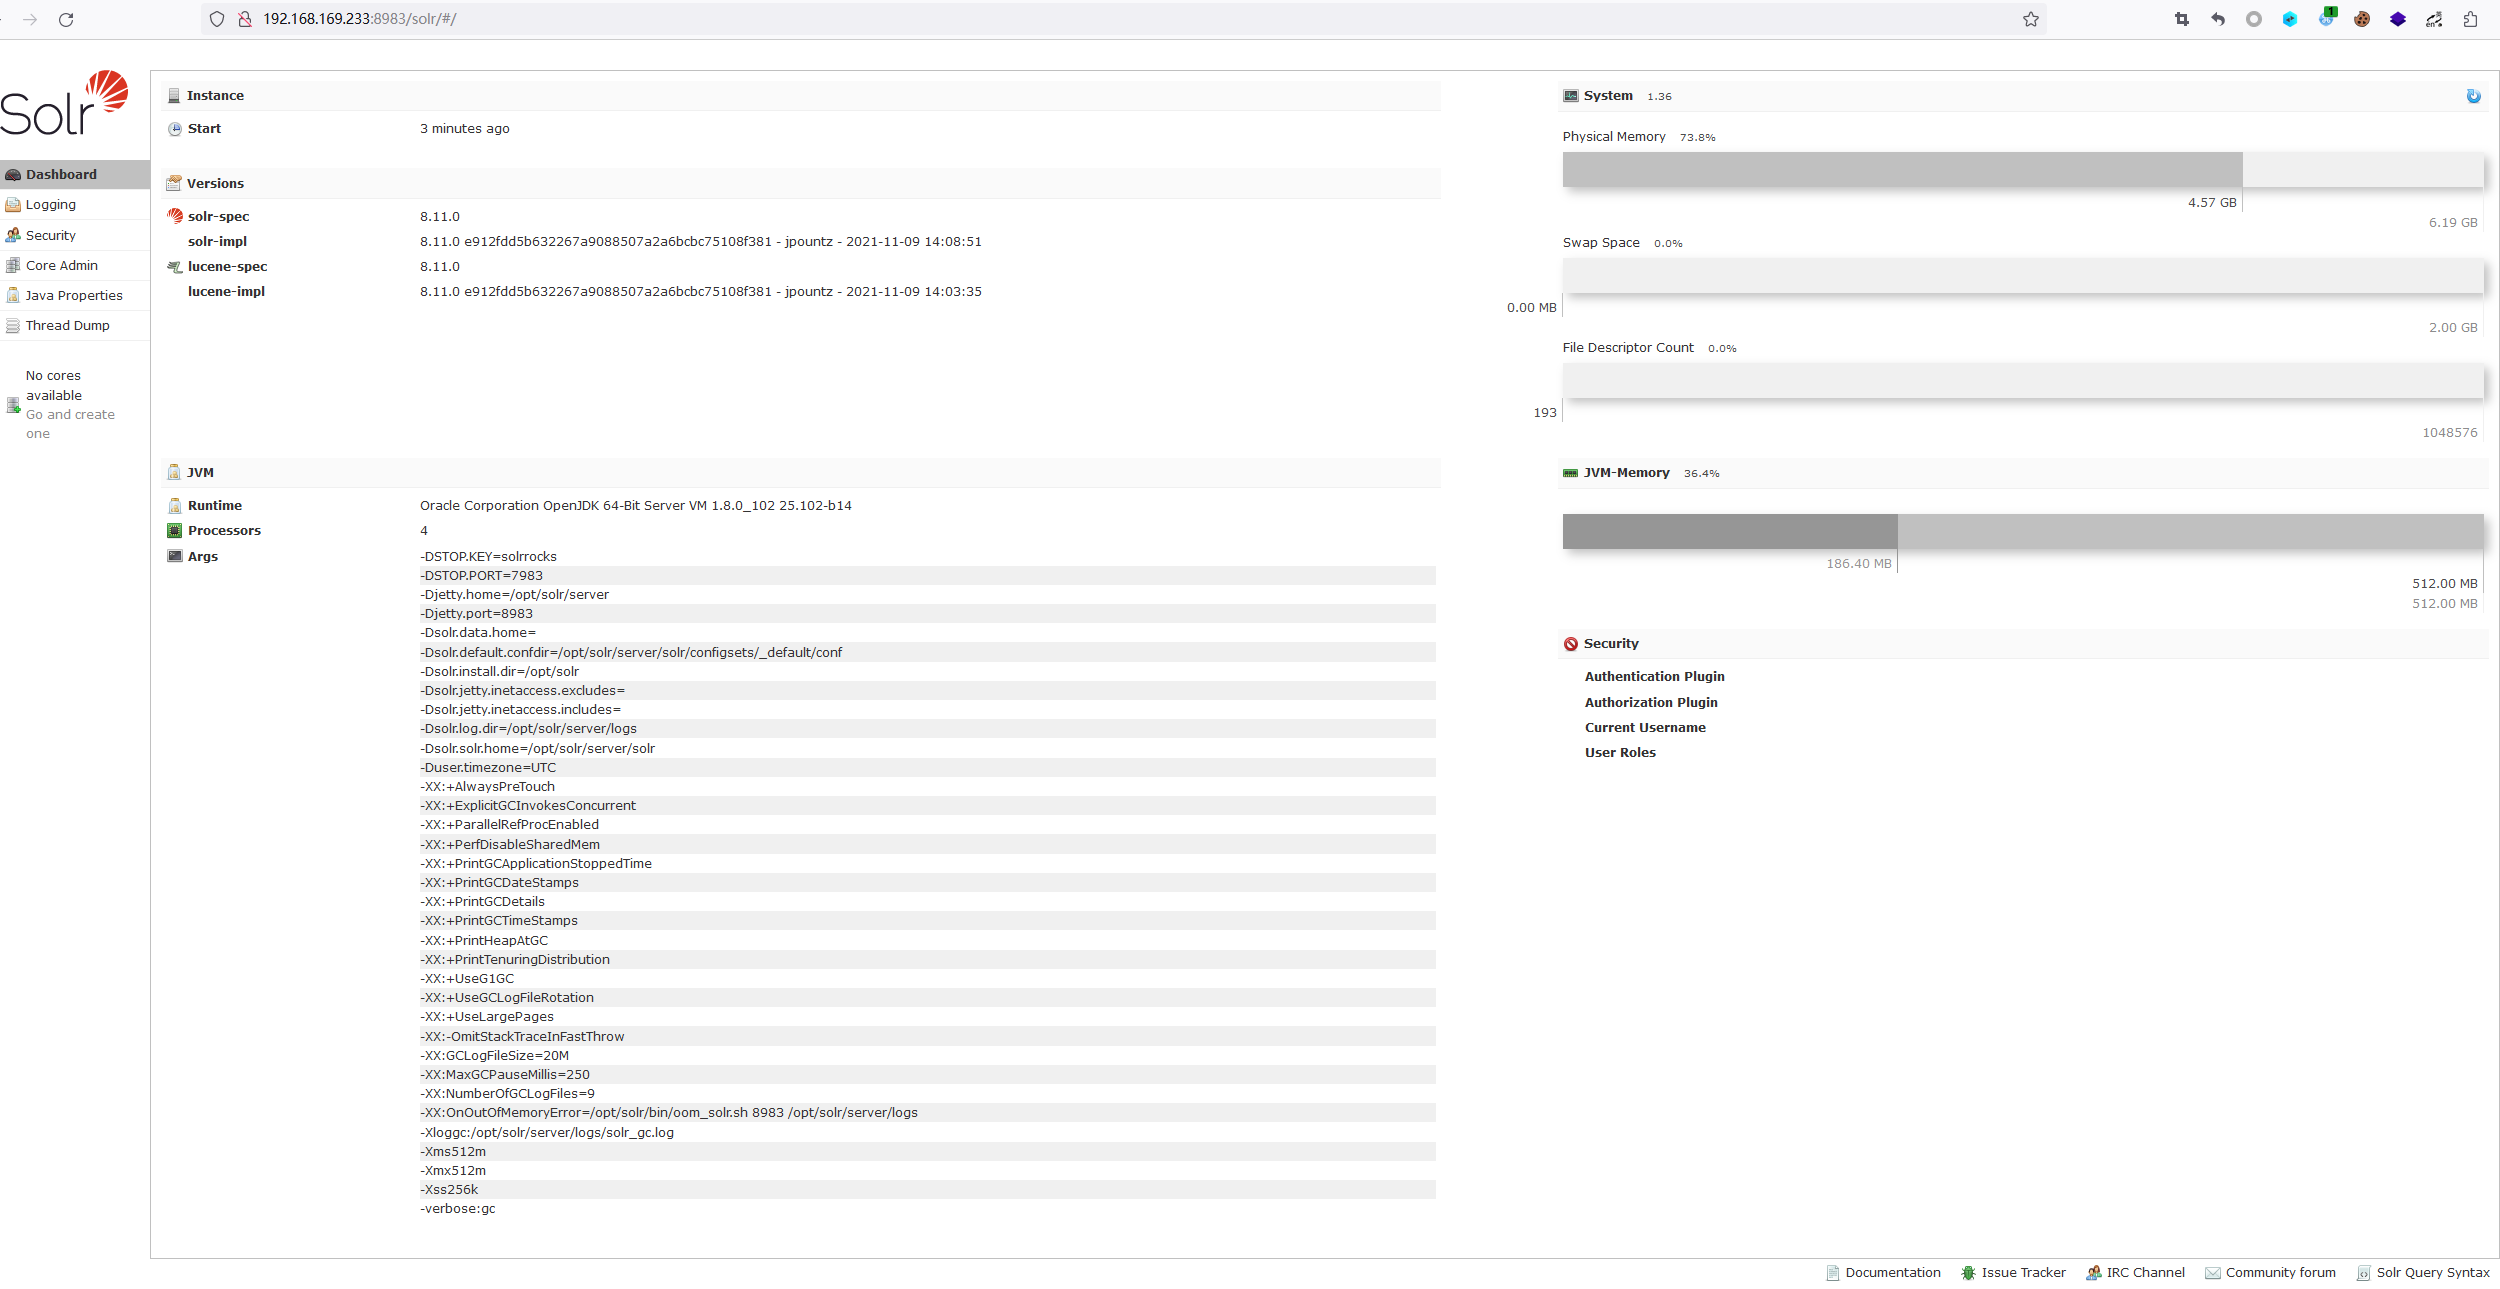 192.168.169.233:8983/solr/#/
1
en
Solr
Dashboard
Logging
Security
Core Admin
Java Properties
Thread Dump
No cores
available
Go and create
one
Instance
Start 3 minutes ago
Versions
solr-spec 8.11.0
solr-impl 8.11.0 e912fdd5b632267a9088507a2a6bcbc75108f381 - jpountz - 2021-11-09 14:08:51
lucene-spec 8.11.0
lucene-impl 8.11.0 e912fdd5b632267a9088507a2a6bcbc75108f381 - jpountz - 2021-11-09 14:03:35
JVM
Runtime Oracle Corporation OpenJDK 64-Bit Server VM 1.8.0_102 25.102-b14
Processors 4
Args -DSTOP.KEY=solrrocks
-DSTOP.PORT=7983
-Djetty.home=/opt/solr/server
-Djetty.port=8983
-Dsolr.data.home=
-Dsolr.default.confdir=/opt/solr/server/solr/configsets/_default/conf
-Dsolr.install.dir=/opt/solr
-Dsolr.jetty.inetaccess.excludes=
-Dsolr.jetty.inetaccess.includes=
-Dsolr.log.dir=/opt/solr/server/logs
-Dsolr.solr.home=/opt/solr/server/solr
-Duser.timezone=UTC
-XX:+AlwaysPreTouch
-XX:+ExplicitGCInvokesConcurrent
-XX:+ParallelRefProcEnabled
-XX:+PerfDisableSharedMem
-XX:+PrintGCApplicationStoppedTime
-XX:+PrintGCDateStamps
-XX:+PrintGCDetails
-XX:+PrintGCTimeStamps
-XX:+PrintHeapAtGC
-XX:+PrintTenuringDistribution
-XX:+UseG1GC
-XX:+UseGCLogFileRotation
-XX:+UseLargePages
-XX:-OmitStackTraceInFastThrow
-XX:GCLogFileSize=20M
-XX:MaxGCPauseMillis=250
-XX:NumberOfGCLogFiles=9
-XX:OnOutOfMemoryError=/opt/solr/bin/oom_solr.sh 8983 /opt/solr/server/logs
-Xloggc:/opt/solr/server/logs/solr_gc.log
-Xms512m
-Xmx512m
-Xss256k
-verbose:gc
System 1.36
Physical Memory 73.8%
4.57 GB
6.19 GB
Swap Space 0.0%
0.00 MB
2.00 GB
File Descriptor Count 0.0%
193
1048576
JVM-Memory 36.4%
186.40 MB
512.00 MB
512.00 MB
Security
Authentication Plugin
Authorization Plugin
Current Username
User Roles
Documentation Issue Tracker IRC Channel Community forum Solr Query Syntax